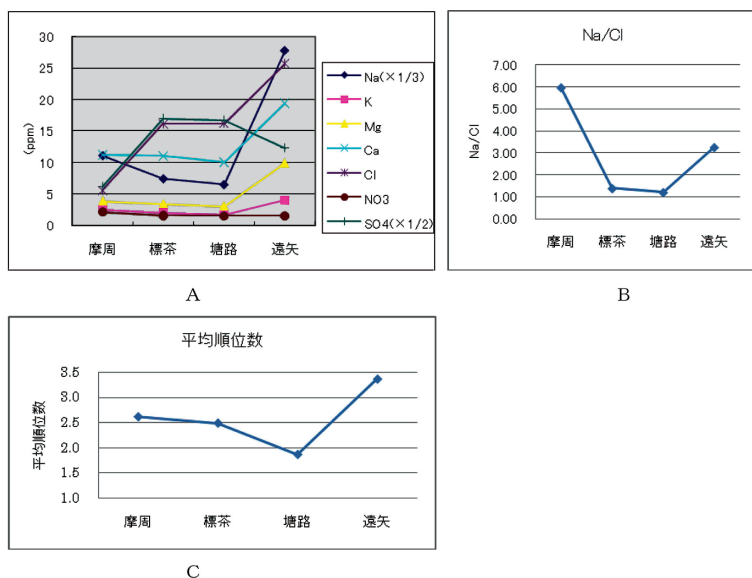 30
25
20
15
10
5
0
(ppm)
摩周 標茶 塘路 遠矢
Na(×1/3)
K
Mg
Ca
Cl
NO3
SO4(×1/2)
A
Na/Cl
7.00
6.00
5.00
4.00
3.00
2.00
1.00
0.00
Na/Cl
摩周 標茶 塘路 遠矢
B
平均順位数
3.5
3.0
2.5
2.0
1.5
1.0
平均順位数
摩周 標茶 塘路 遠矢
C